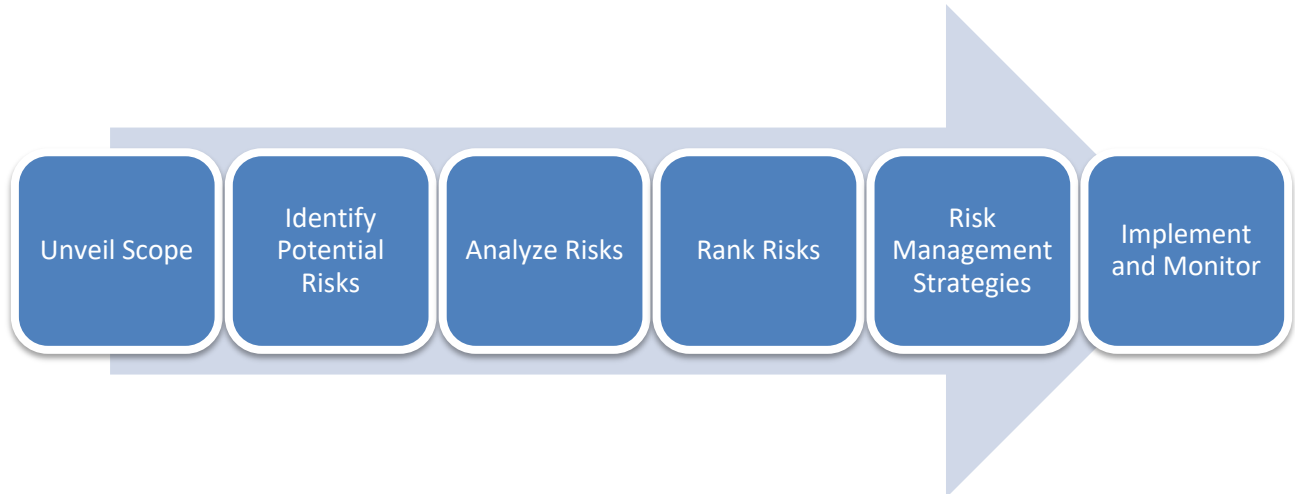 Unveil Scope
Identify
Potential
Risks
Analyze Risks
Rank Risks
Risk
Management
Strategies
Implement
and Monitor